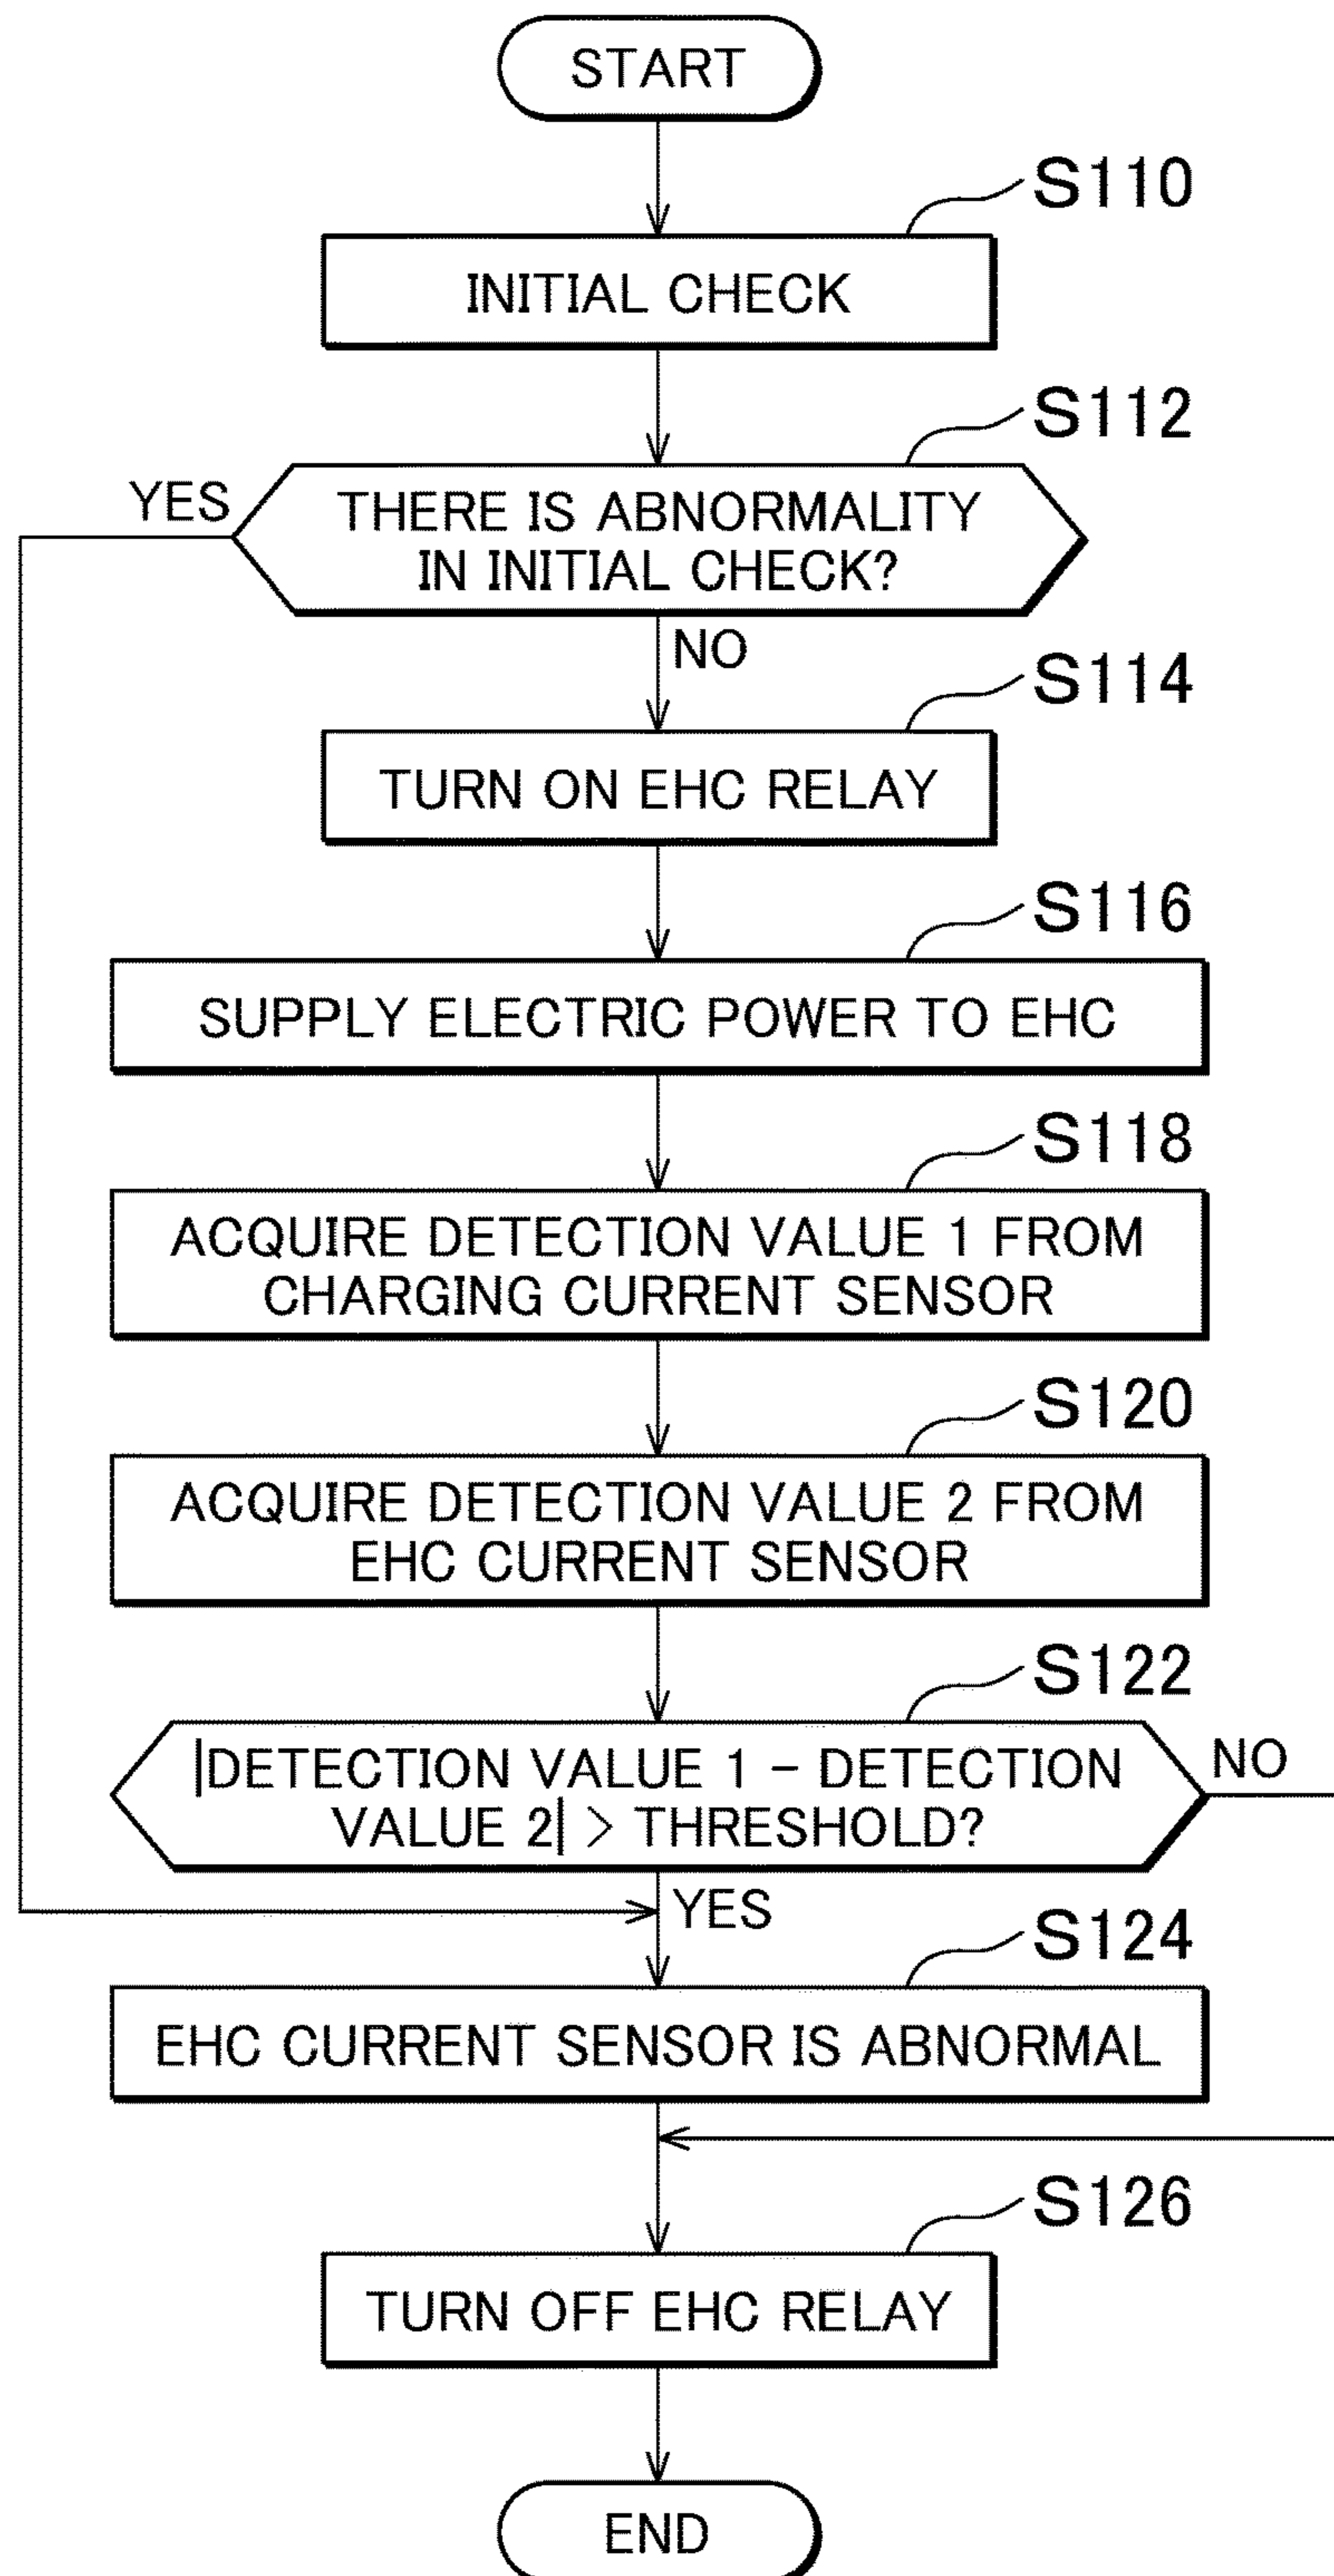 START
S110
INITIAL CHECK
S112
YES
THERE IS ABNORMALITY
IN INITIAL CHECK?
NO
S114
TURN ON EHC RELAY
S116
SUPPLY ELECTRIC POWER TO EHC
S118
ACQUIRE DETECTION VALUE 1 FROM
CHARGING CURRENT SENSOR
S120
ACQUIRE DETECTION VALUE 2 FROM
EHC CURRENT SENSOR
S122
|DETECTION VALUE 1 – DETECTION
VALUE 2| > THRESHOLD?
NO
YES
S124
EHC CURRENT SENSOR IS ABNORMAL
S126
TURN OFF EHC RELAY
END